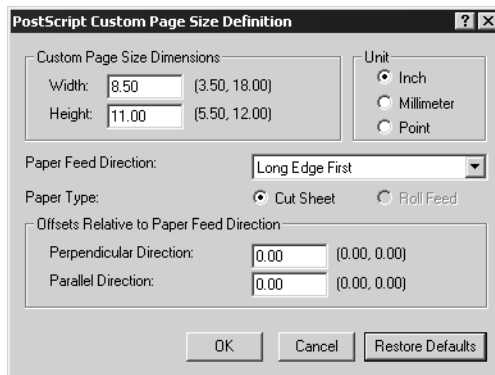 PostScript Custom Page Size Definition
Custom Page Size Dimensions
Width: 8.50 (3.50, 18.00)
Height: 11.00 (5.50, 12.00)
Unit
Inch
Millimeter
Point
Paper Feed Direction: Long Edge First
Paper Type: Cut Sheet Roll Feed
Offsets Relative to Paper Feed Direction
Perpendicular Direction: 0.00 (0.00, 0.00)
Parallel Direction: 0.00 (0.00, 0.00)
OK Cancel Restore Defaults